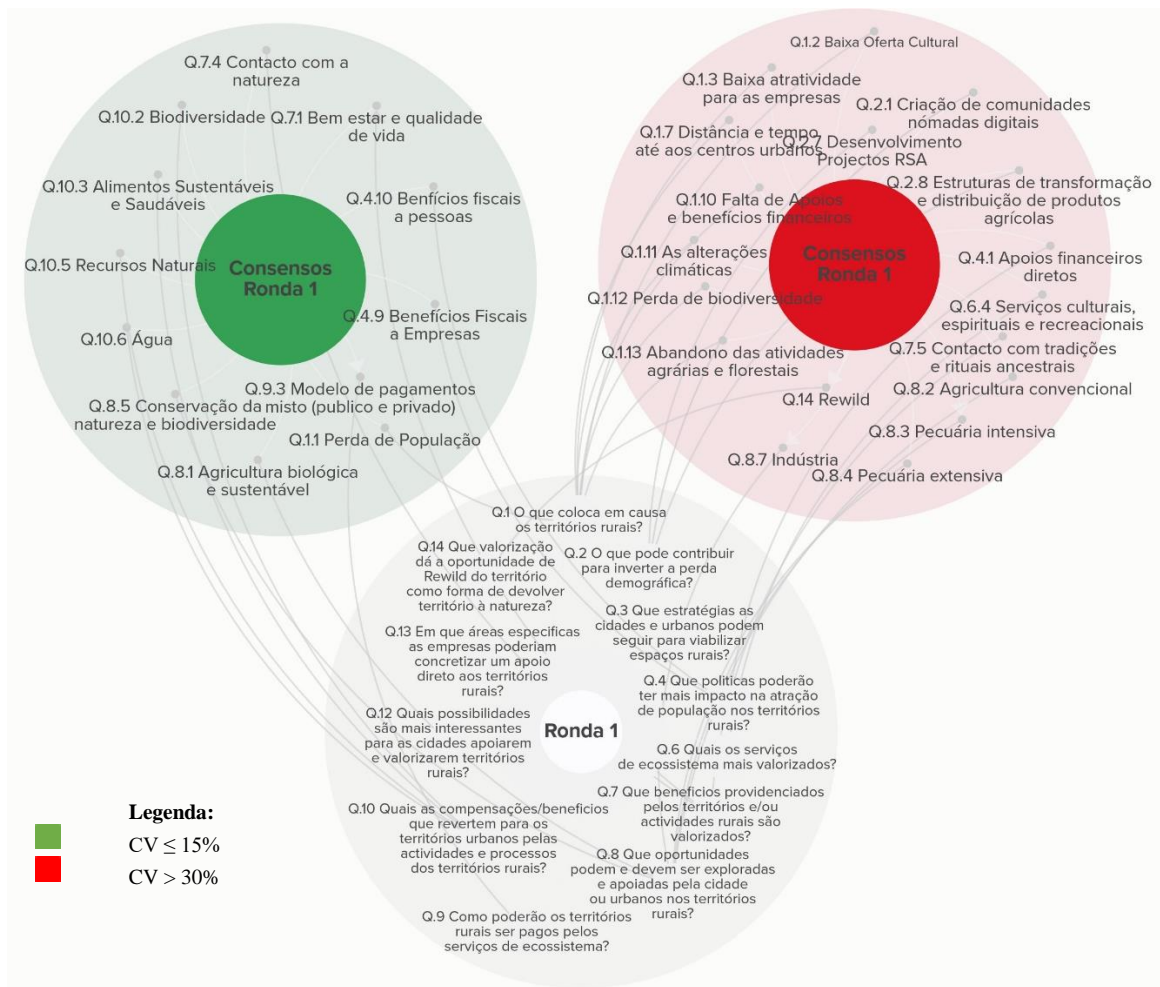 Q.7.4 Contacto com a
natureza
Q.10.2 Biodiversidade
Q.7.1 Bem estar e qualidade
de vida
Q.10.3 Alimentos Sustentáveis
e Saudáveis
Q.4.10 Benfícios fiscais
a pessoas
Q.10.5 Recursos Naturais
Consensos
Ronda 1
Q.4.9 Benefícios Fiscais
a Empresas
Q.10.6 Água
Q.9.3 Modelo de pagamentos
misto (publico e privado)
Q.8.5 Conservação da
natureza e biodiversidade
Q.1.1 Perda de População
Q.8.1 Agricultura biológica
e sustentável
Q.1.2 Baixa Oferta Cultural
Q.1.3 Baixa atratividade
para as empresas
Q.2.1 Criação de comunidades
nómadas digitais
Q.1.7 Distância e tempo
até aos centros urbanos
Q.2.7 Desenvolvimento
Projectos RSA
Q.2.8 Estruturas de transformação
e distribuição de produtos
agrícolas
Q.1.10 Falta de Apoios
e benefícios financeiros
Q.1.11 As alterações
climáticas
Consensos
Ronda 1
Q.4.1 Apoios financeiros
diretos
Q.1.12 Perda de biodiversidade
Q.6.4 Serviços culturais,
espirituais e recreacionais
Q.1.13 Abandono das atividades
agrárias e florestais
Q.7.5 Contacto com tradições
e rituais ancestrais
Q.14 Rewild
Q.8.2 Agricultura convencional
Q.8.3 Pecuária intensiva
Q.8.7 Indústria
Q.8.4 Pecuária extensiva
Q.1 O que coloca em causa
os territórios rurais?
Q.14 Que valorização
dá a oportunidade de
Rewild do território
como forma de devolver
território à natureza?
Q.2 O que pode contribuir
para inverter a perda
demográfica?
Q.3 Que estratégias as
cidades e urbanos podem
seguir para viabilizar
espaços rurais?
Q.13 Em que áreas especificas
as empresas poderiam
concretizar um apoio
direto aos territórios
rurais?
Q.4 Que politicas poderão
ter mais impacto na atração
de população nos territórios
rurais?
Q.12 Quais possibilidades
são mais interessantes
para as cidades apoiarem
e valorizarem territórios
rurais?
Ronda 1
Q.6 Quais os serviços
de ecossistema mais valorizados?
Q.7 Que beneficios providenciados
pelos territórios e/ou
actividades rurais são
valorizados?
Q.10 Quais as compensações/beneficios
que revertem para os
territórios urbanos pelas
actividades e processos
dos territórios rurais?
Q.8 Que oportunidades
podem e devem ser exploradas
e apoiadas pela cidade
ou urbanos nos territórios
rurais?
Q.9 Como poderão os territórios
rurais ser pagos pelos
serviços de ecossistema?
Legenda:
CV ≤ 15%
CV > 30%